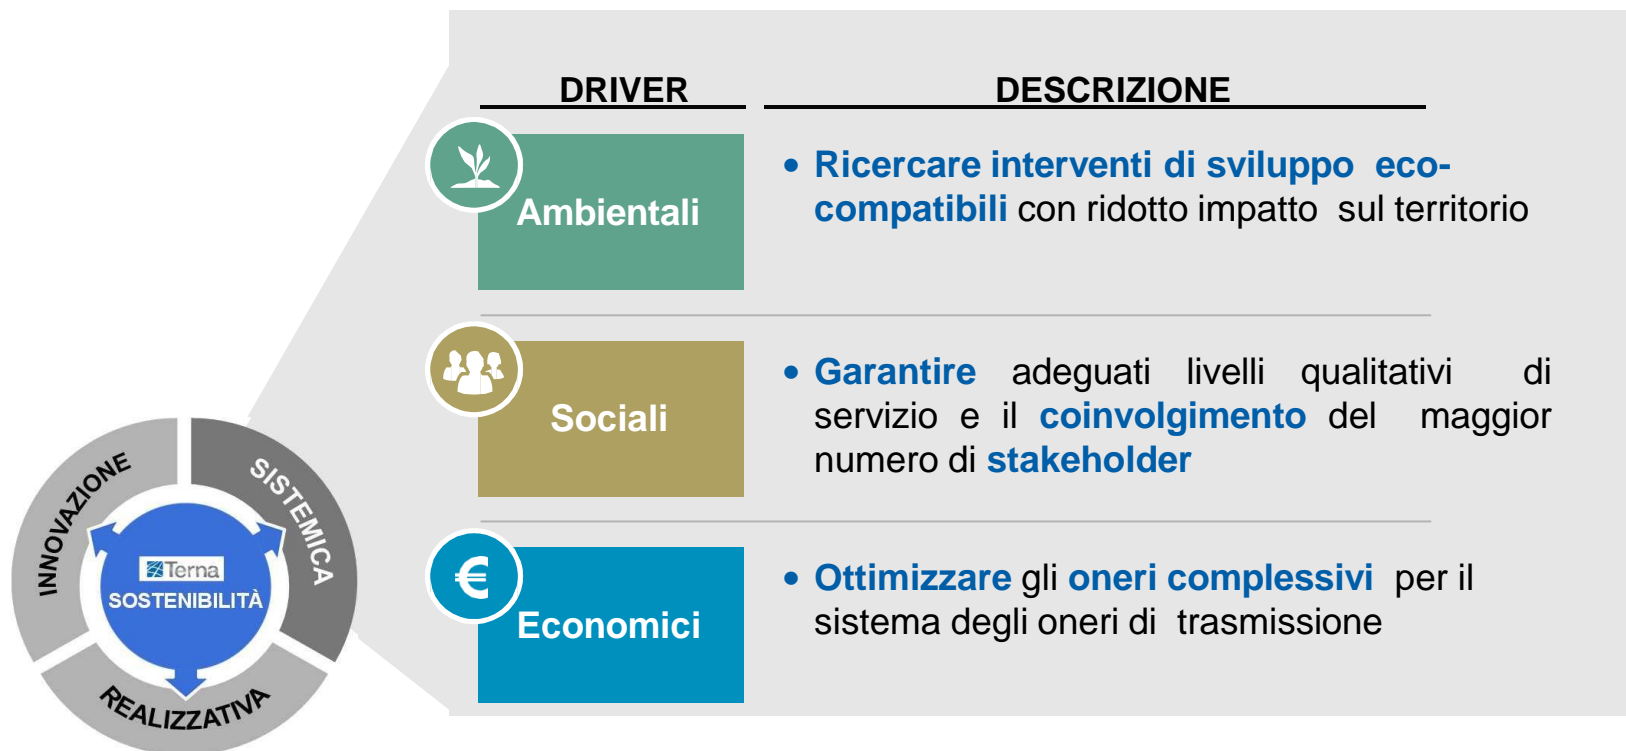 DRIVER
DESCRIZIONE
Ambientali
• Ricercare interventi di sviluppo eco-
compatibili con ridotto impatto sul territorio
Sociali
• Garantire adeguati livelli qualitativi di
servizio e il coinvolgimento del maggior
numero di stakeholder
€
Economici
• Ottimizzare gli oneri complessivi per il
sistema degli oneri di trasmissione
INNOVAZIONE
SISTEMICA
Terna
SOSTENIBILITÀ
REALIZZATIVA